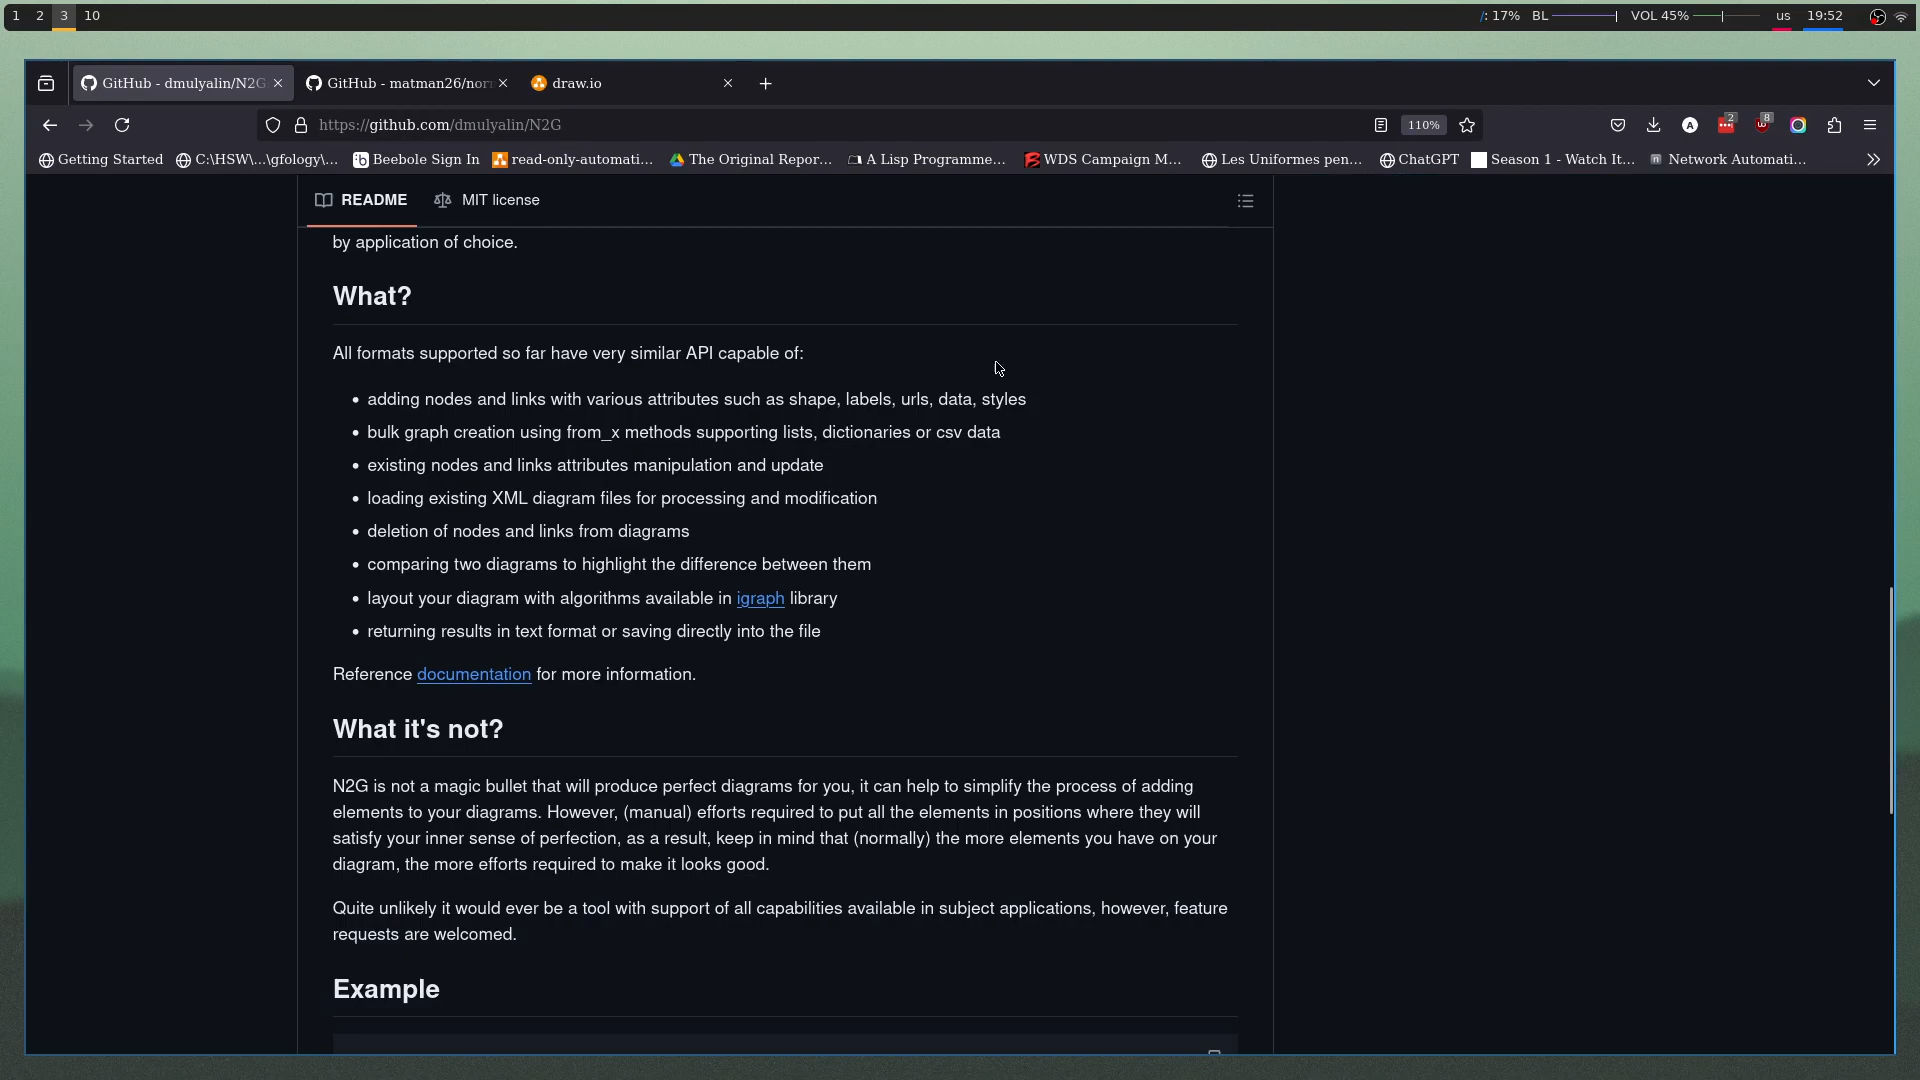 1 2 3 10 /: 17% BL VOL 45% us 19:52
GitHub - dmulyalin/N2G GitHub - matman26/nor draw.io
https://github.com/dmulyalin/N2G 110% 2 8
Getting Started C:\HSW\...\gfology\... Beebole Sign In read-only-automati... The Original Repor... A Lisp Programme... WDS Campaign M... Les Uniformes pen... ChatGPT Season 1 - Watch It... Network Automati...
README MIT license
by application of choice.
What?
All formats supported so far have very similar API capable of:
• adding nodes and links with various attributes such as shape, labels, urls, data, styles
• bulk graph creation using from_x methods supporting lists, dictionaries or csv data
• existing nodes and links attributes manipulation and update
• loading existing XML diagram files for processing and modification
• deletion of nodes and links from diagrams
• comparing two diagrams to highlight the difference between them
• layout your diagram with algorithms available in igraph library
• returning results in text format or saving directly into the file
Reference documentation for more information.
What it's not?
N2G is not a magic bullet that will produce perfect diagrams for you, it can help to simplify the process of adding
elements to your diagrams. However, (manual) efforts required to put all the elements in positions where they will
satisfy your inner sense of perfection, as a result, keep in mind that (normally) the more elements you have on your
diagram, the more efforts required to make it looks good.
Quite unlikely it would ever be a tool with support of all capabilities available in subject applications, however, feature
requests are welcomed.
Example